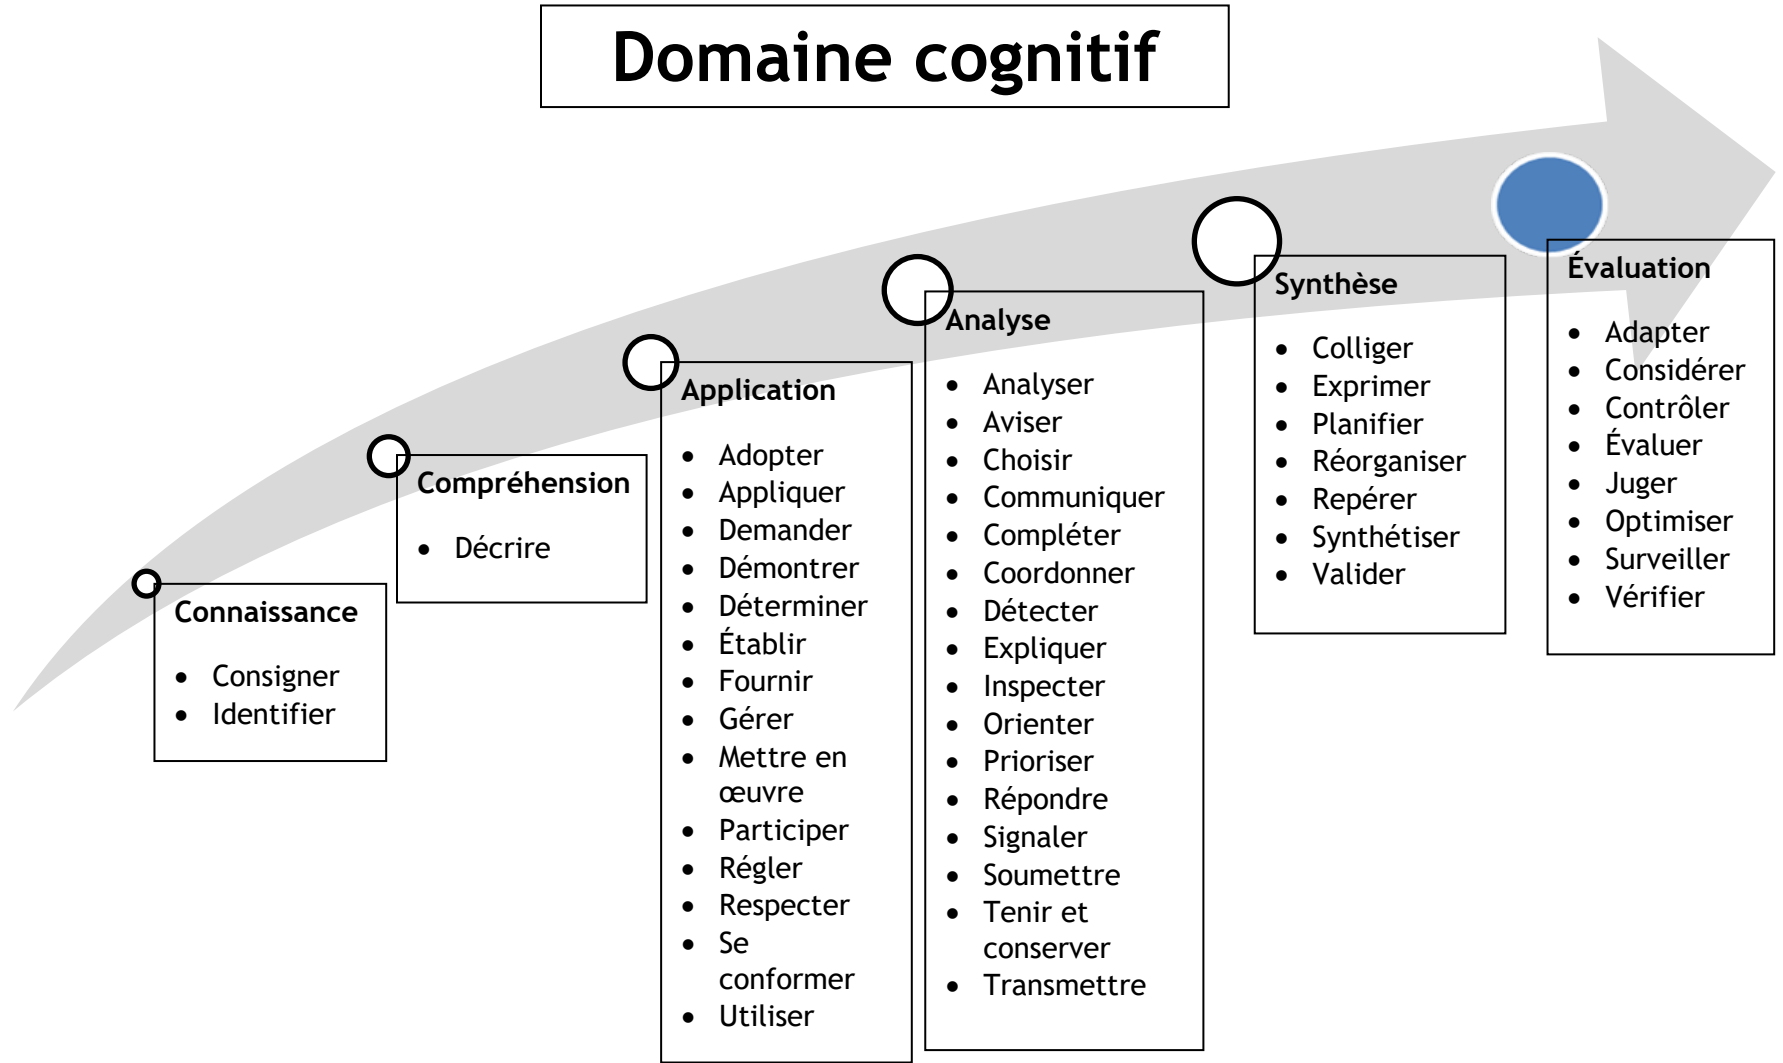 Domaine cognitif
Connaissance
• Consigner
• Identifier
Compréhension
• Décrire
Application
• Adopter
• Appliquer
• Demander
• Démontrer
• Déterminer
• Établir
• Fournir
• Gérer
• Mettre en
œuvre
• Participer
• Régler
• Respecter
• Se
conformer
• Utiliser
Analyse
• Analyser
• Aviser
• Choisir
• Communiquer
• Compléter
• Coordonner
• Détecter
• Expliquer
• Inspecter
• Orienter
• Prioriser
• Répondre
• Signaler
• Soumettre
• Tenir et
conserver
• Transmettre
Synthèse
• Colliger
• Exprimer
• Planifier
• Réorganiser
• Repérer
• Synthétiser
• Valider
Évaluation
• Adapter
• Considérer
• Contrôler
• Évaluer
• Juger
• Optimiser
• Surveiller
• Vérifier